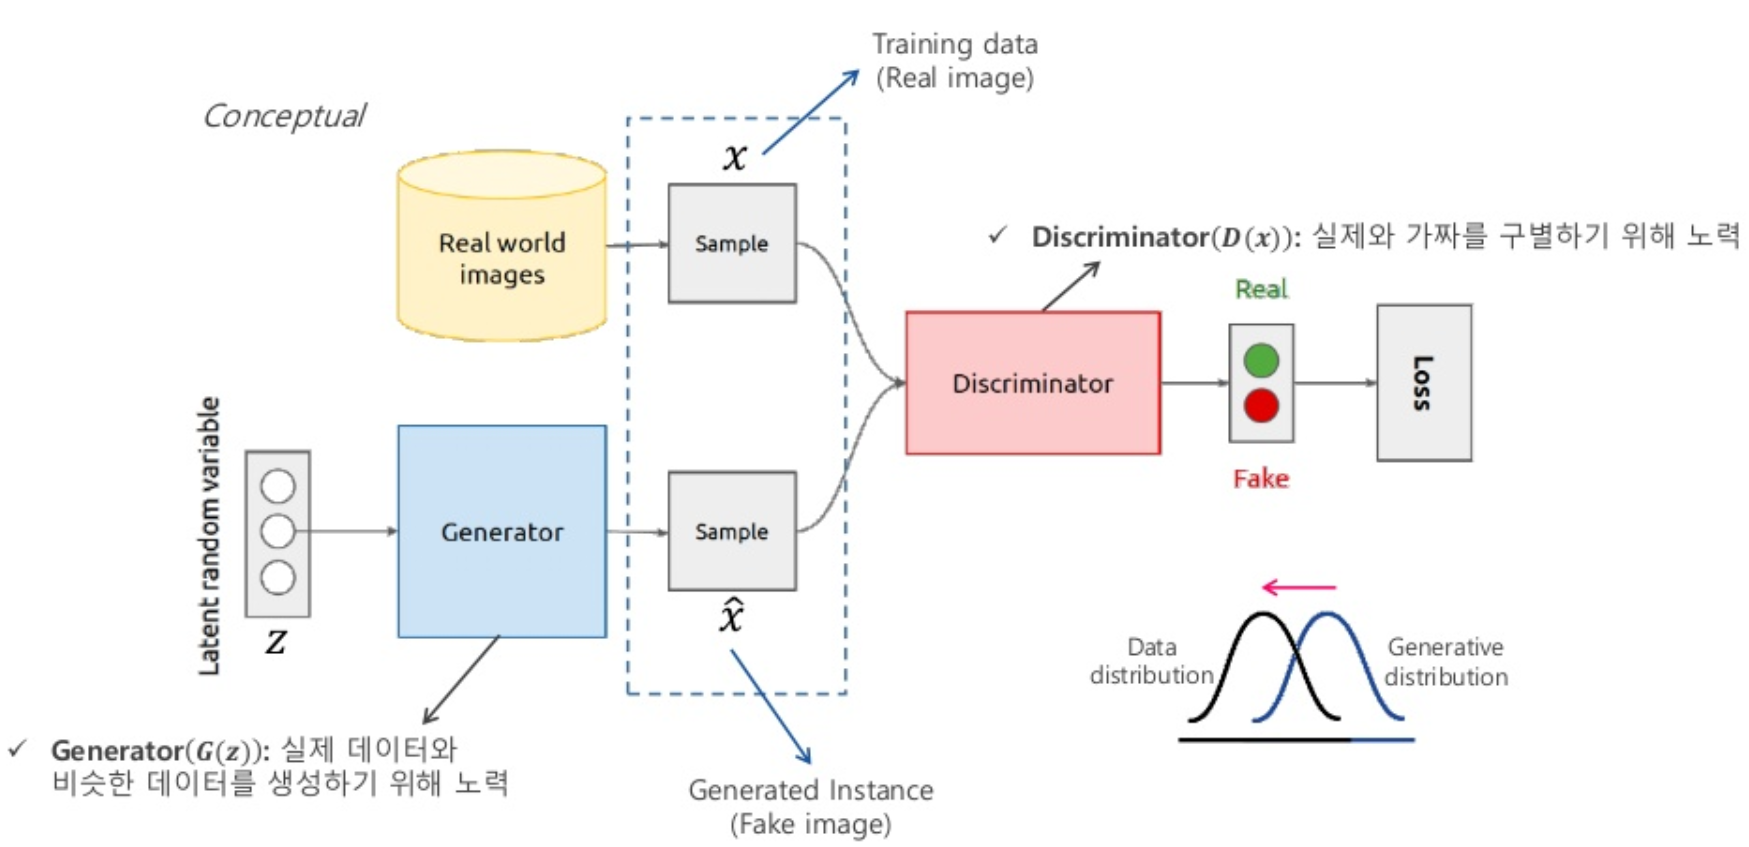 Training data
(Real image)
Conceptual
x
Real world
images
Sample
✓ Discriminator(D(x)): 실제와 가짜를 구별하기 위해 노력
Real
Discriminator
Loss
Fake
Latent random variable
z
Generator
Sample
x̂
Data
distribution
Generative
distribution
✓ Generator(G(z)): 실제 데이터와
비슷한 데이터를 생성하기 위해 노력
Generated Instance
(Fake image)